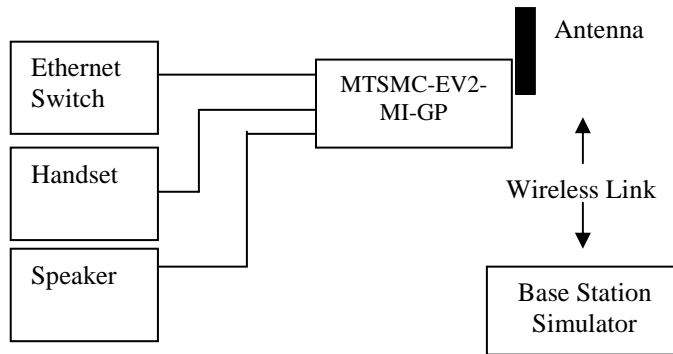 Antenna
Ethernet
Switch
MTSMC-EV2-
MI-GP
Handset
Wireless Link
Speaker
Base Station
Simulator